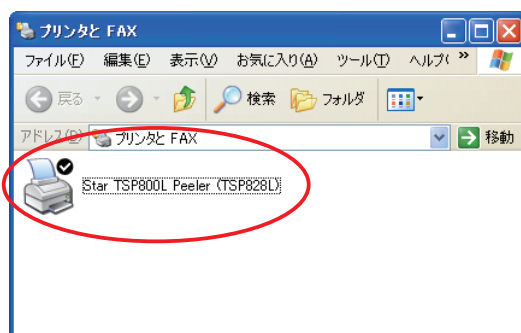 プリンタと FAX
ファイル(F) 編集(E) 表示(V) お気に入り(A) ツール(T) ヘルプ( »
戻る 検索 フォルダ
アドレス(D) プリンタと FAX 移動
Star TSP800L Peeler (TSP828L)